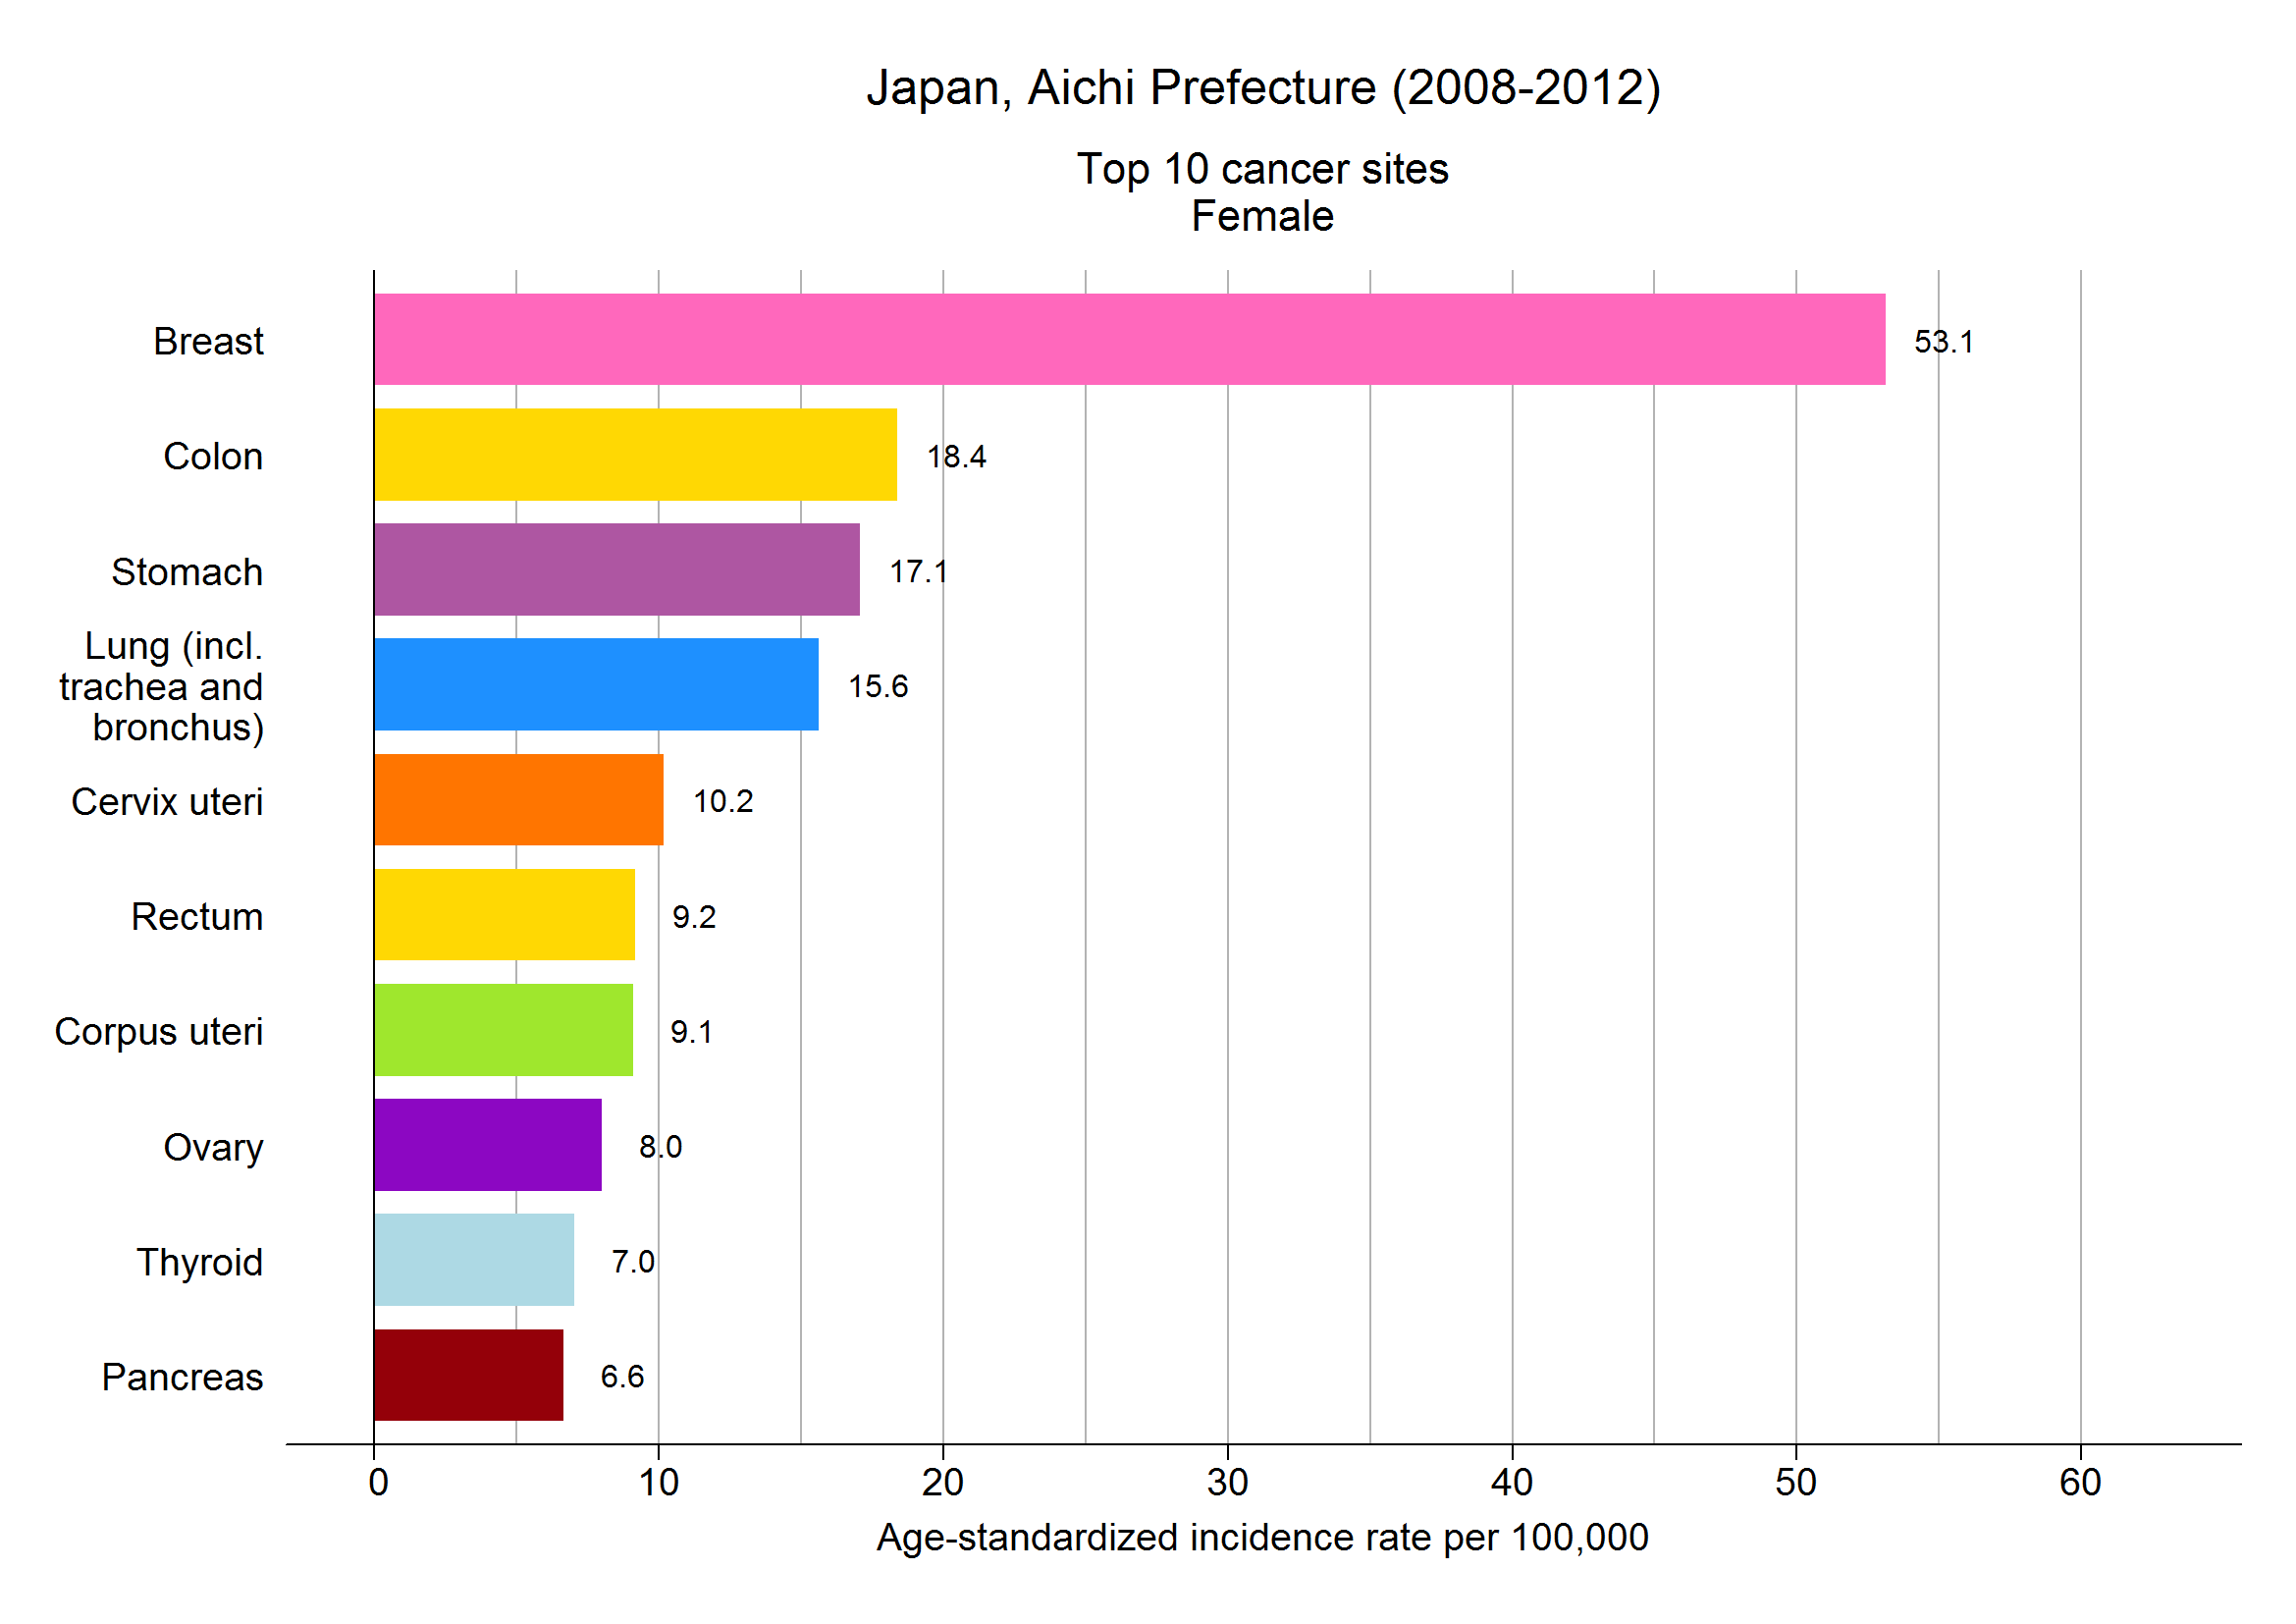 Japan, Aichi Prefecture (2008-2012)
Top 10 cancer sites
Female
Breast
53.1
Colon
18.4
Stomach
17.1
Lung (incl.
trachea and
bronchus)
15.6
Cervix uteri
10.2
Rectum
9.2
Corpus uteri
9.1
Ovary
8.0
Thyroid
7.0
Pancreas
6.6
0 10 20 30 40 50 60
Age-standardized incidence rate per 100,000